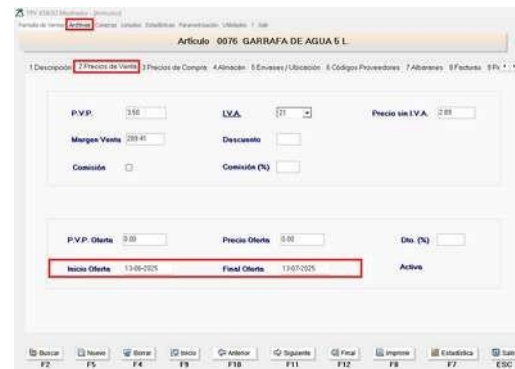 Archivos
Artículo 0076 GARRAFA DE AGUA 5 L.
1 Descripción 2 Precios de Venta 3 Precios de Compra 4 Almacén 5 Envases / Ubicación 6 Códigos Proveedores 7 Albaranes 8 Facturas
P.V.P. 3.50 I.V.A. 21 Precio sin I.V.A. 2.89
Margen Venta 289.41 Descuento
Comisión Comisión (%)
P.V.P. Oferta 0.00 Precio Oferta 0.00 Dto. (%)
Inicio Oferta 13-06-2025 Final Oferta 13-07-2025 Activa
Buscar Nuevo Borrar Inicio Anterior Siguiente Final Imprimir Estadística Salir
F2 F5 F4 F9 F10 F11 F12 F8 F7 ESC